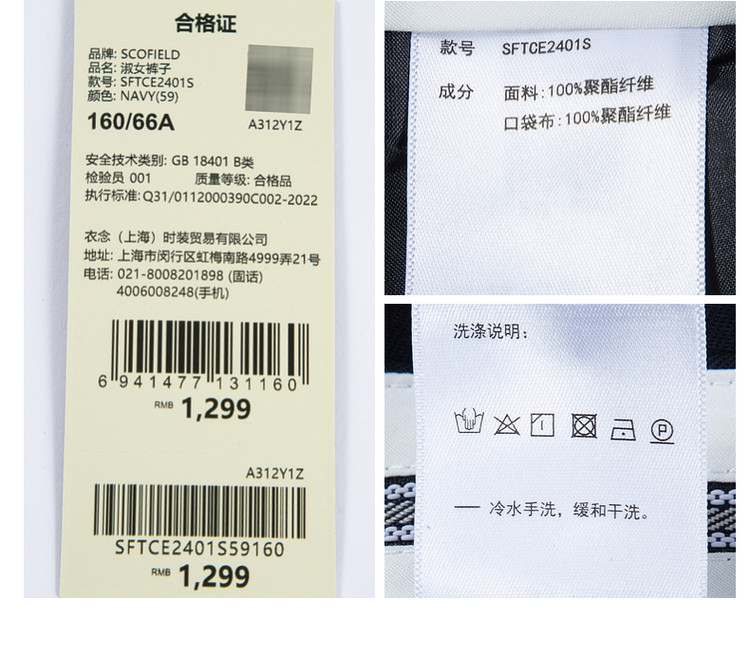 合格证
品牌: SCOFIELD
品名: 淑女裤子
款号: SFTCE2401S
颜色: NAVY(59)
160/66A
A312Y1Z
安全技术类别: GB 18401 B类
检验员 001 质量等级: 合格品
执行标准: Q31/0112000390C002-2022
衣念（上海）时装贸易有限公司
地址: 上海市闵行区虹梅南路4999弄21号
电话: 021-8008201898 (固话)
4006008248(手机)
6 941477 131160
RMB 1,299
A312Y1Z
SFTCE2401S59160
RMB 1,299
款号 SFTCE2401S
成分 面料:100%聚酯纤维
口袋布:100%聚酯纤维
洗涤说明:
P
— 冷水手洗，缓和干洗。